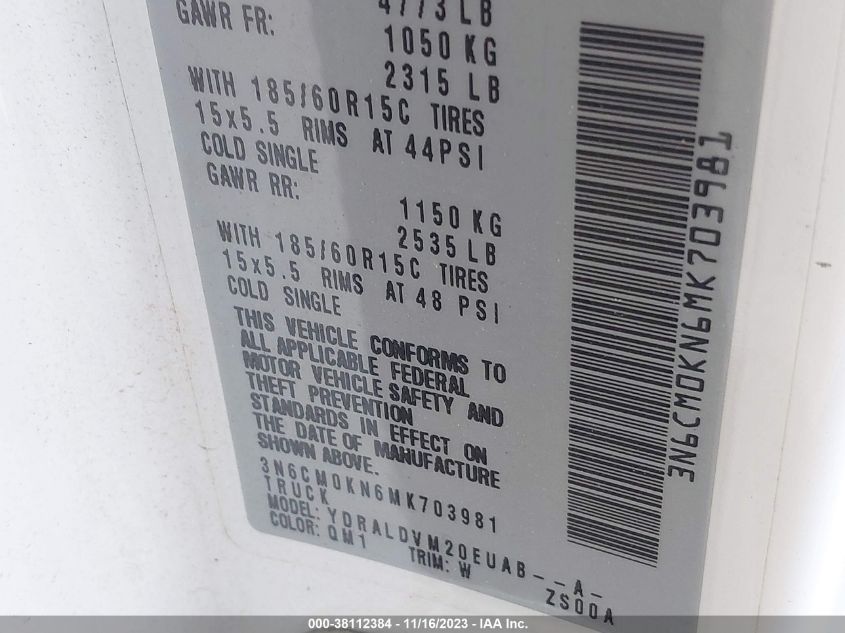 4773 LB
GAWR FR:
1050 KG
2315 LB
WITH 185/60R15C TIRES
15x5.5 RIMS AT 44PSI
COLD SINGLE
GAWR RR:
1150 KG
2535 LB
WITH 185/60R15C TIRES
15x5.5 RIMS AT 48 PSI
COLD SINGLE
THIS VEHICLE CONFORMS TO
ALL APPLICABLE FEDERAL
MOTOR VEHICLE SAFETY AND
THEFT PREVENTION
STANDARDS IN EFFECT ON
THE DATE OF MANUFACTURE
SHOWN ABOVE.
3N6CM0KN6MK703981
TRUCK
MODEL: YDRALDVM20EUAB--A-
COLOR: QM1 TRIM: W ZS00A
3N6CM0KN6MK703981
000-38112384 - 11/16/2023 - IAA Inc.